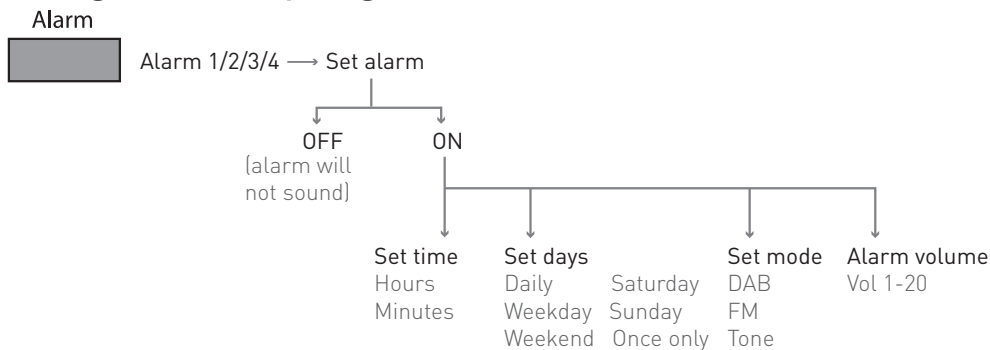 Alarm
Alarm 1/2/3/4 → Set alarm
OFF
(alarm will
not sound)
ON
Set time
Hours
Minutes
Set days
Daily Saturday
Weekday Sunday
Weekend Once only
Set mode
DAB
FM
Tone
Alarm volume
Vol 1-20